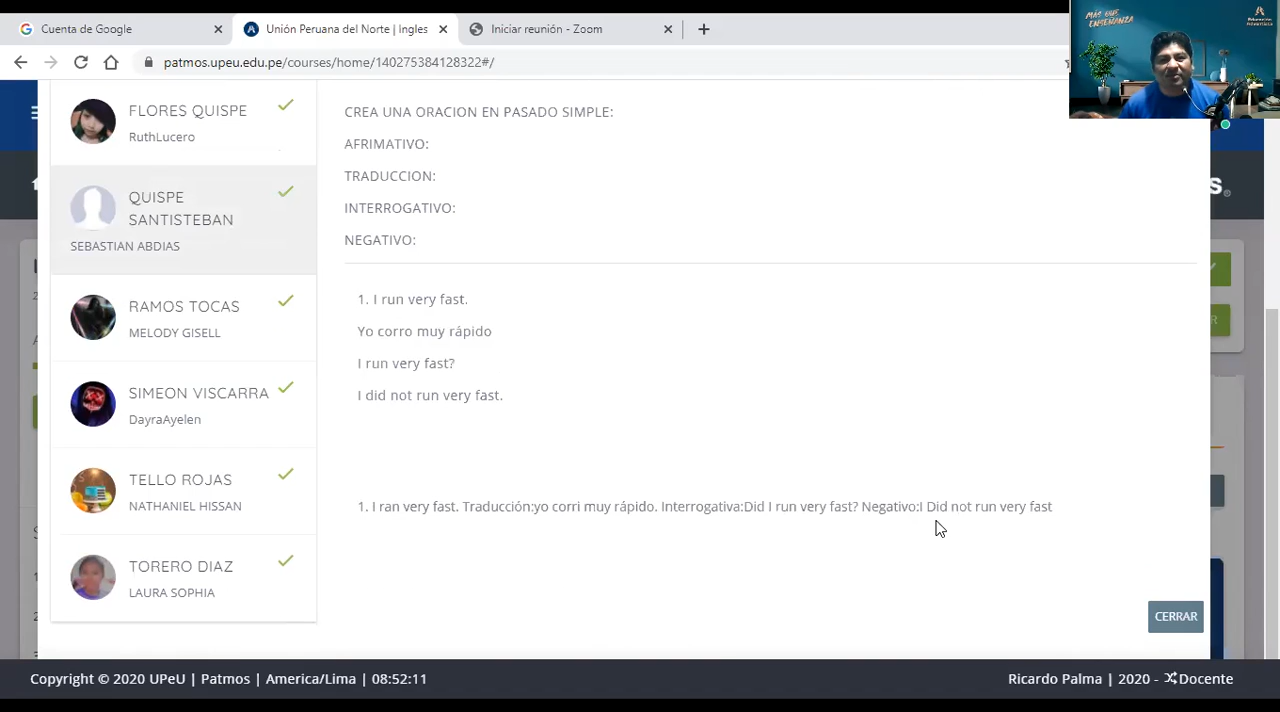 Cuenta de Google
Unión Peruana del Norte | Ingles
Iniciar reunión - Zoom
patmos.upeu.edu.pe/courses/home/140275384128322#/
MÁS QUE ENSEÑANZA
Educación Adventista
FLORES QUISPE
RuthLucero
QUISPE
SANTISTEBAN
SEBASTIAN ABDIAS
RAMOS TOCAS
MELODY GISELL
SIMEON VISCARRA
DayraAyelen
TELLO ROJAS
NATHANIEL HISSAN
TORERO DIAZ
LAURA SOPHIA
CREA UNA ORACION EN PASADO SIMPLE:
AFRIMATIVO:
TRADUCCION:
INTERROGATIVO:
NEGATIVO:
1. I run very fast.
Yo corro muy rápido
I run very fast?
I did not run very fast.
1. I ran very fast. Traducción:yo corri muy rápido. Interrogativa:Did I run very fast? Negativo:I Did not run very fast
CERRAR
Copyright © 2020 UPeU | Patmos | America/Lima | 08:52:11
Ricardo Palma | 2020 - Docente